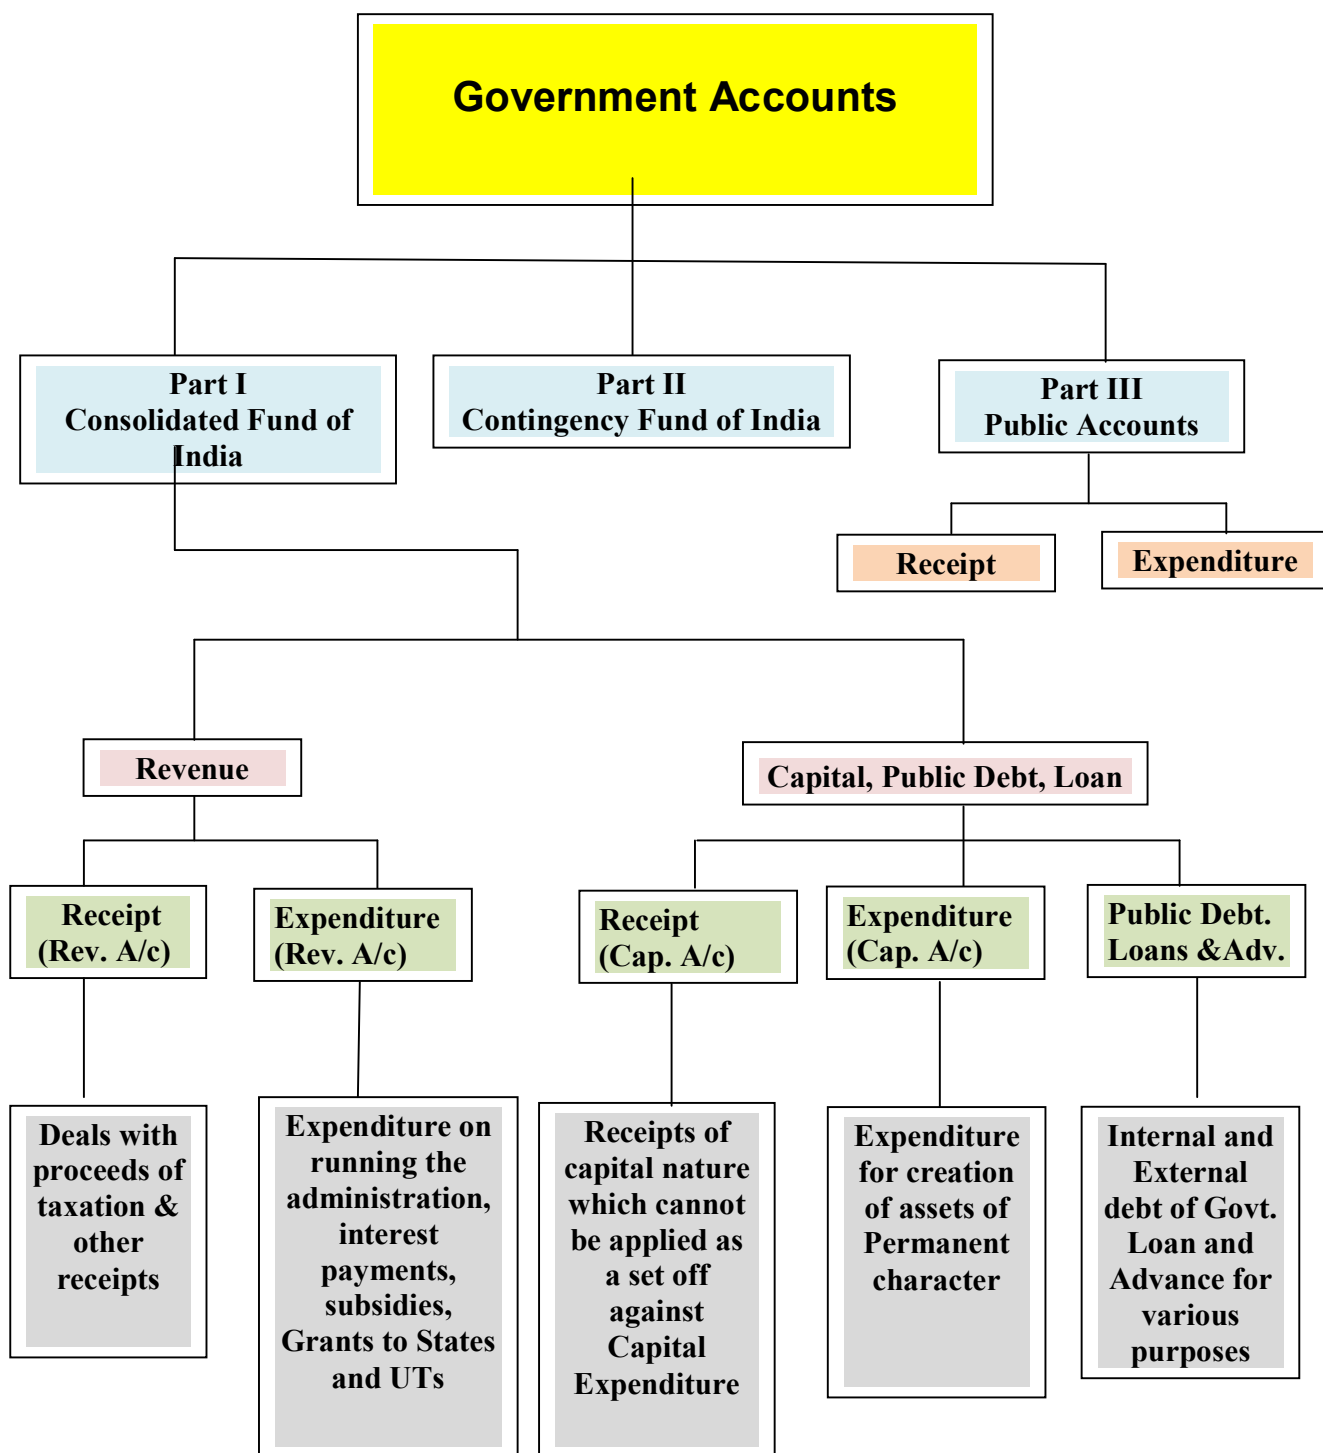 Government Accounts
Part I
Consolidated Fund of
India
Part II
Contingency Fund of India
Part III
Public Accounts
Receipt
Expenditure
Revenue
Capital, Public Debt, Loan
Receipt
(Rev. A/c)
Expenditure
(Rev. A/c)
Receipt
(Cap. A/c)
Expenditure
(Cap. A/c)
Public Debt.
Loans &Adv.
Deals with
proceeds of
taxation &
other
receipts
Expenditure on
running the
administration,
interest
payments,
subsidies,
Grants to States
and UTs
Receipts of
capital nature
which cannot
be applied as
a set off
against
Capital
Expenditure
Expenditure
for creation
of assets of
Permanent
character
Internal and
External
debt of Govt.
Loan and
Advance for
various
purposes